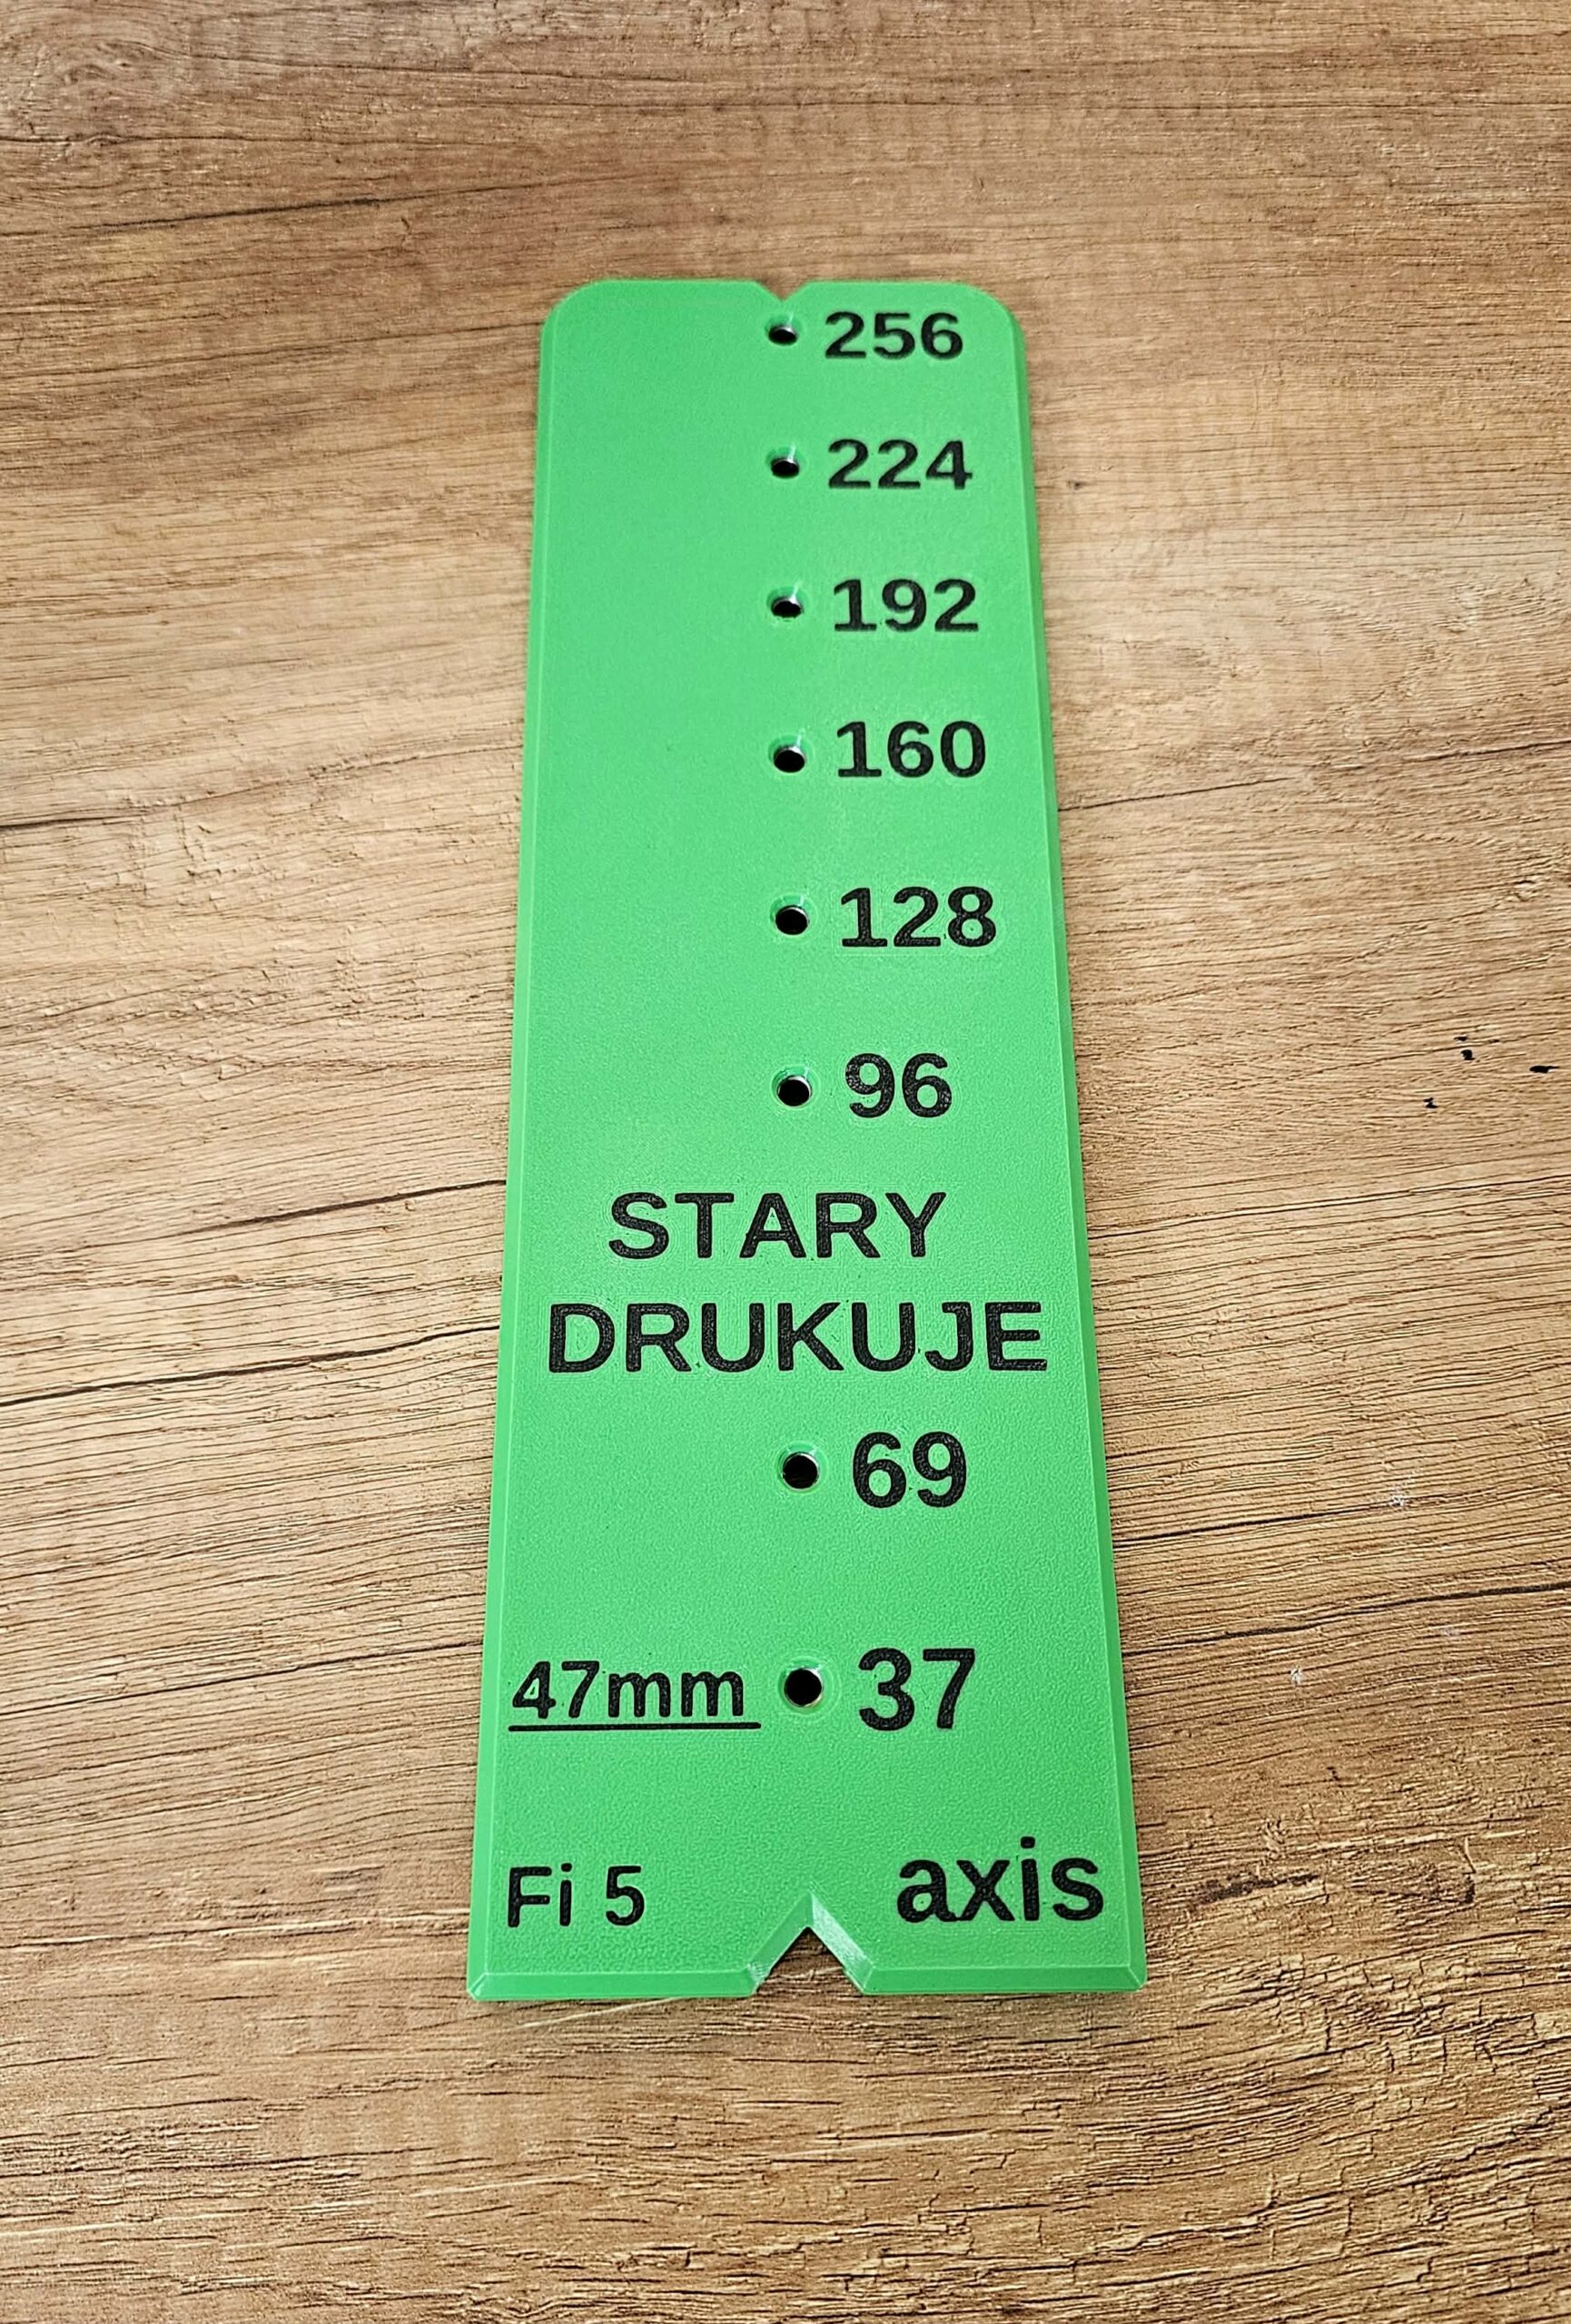 256
224
192
160
128
96
STARY
DRUKUJE
69
47mm 37
Fi 5 axis